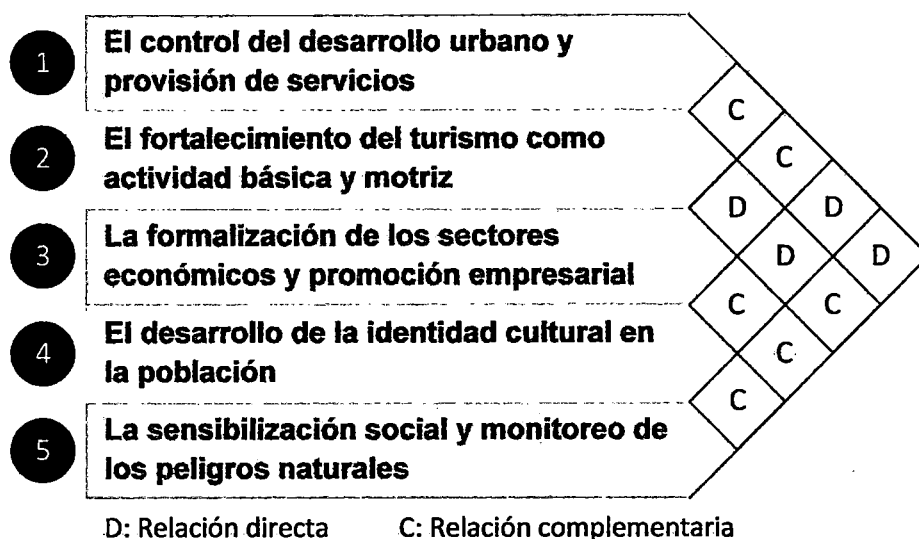 1
El control del desarrollo urbano y
provisión de servicios
2
El fortalecimiento del turismo como
actividad básica y motriz
3
La formalización de los sectores
económicos y promoción empresarial
4
El desarrollo de la identidad cultural en
la población
5
La sensibilización social y monitoreo de
los peligros naturales
C
C
D
D
D
D
C
C
C
C
D: Relación directa C: Relación complementaria